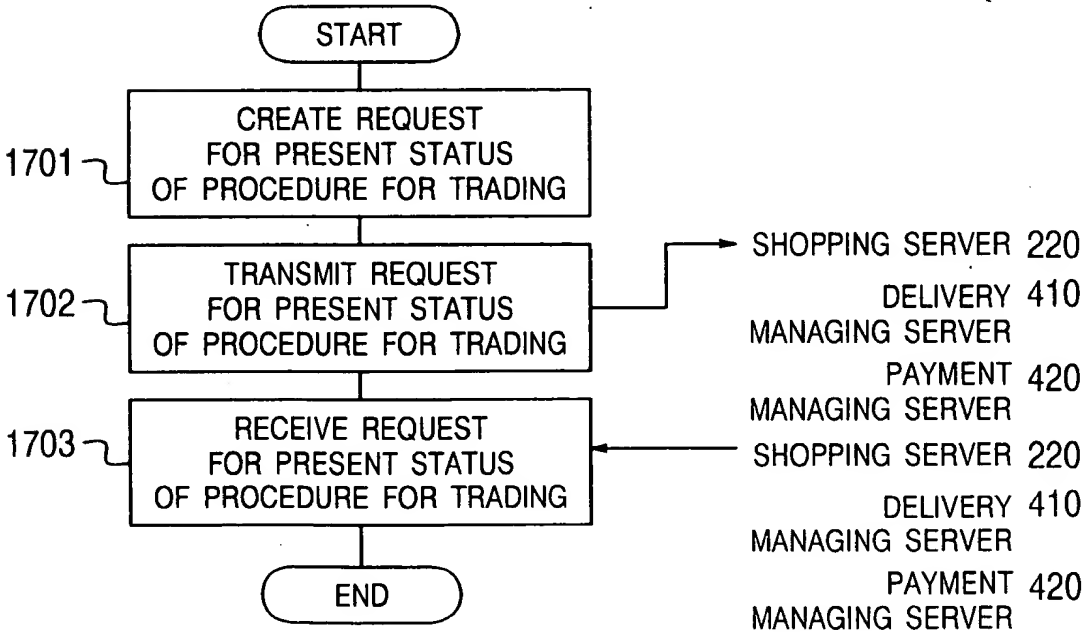 START
CREATE REQUEST
FOR PRESENT STATUS
OF PROCEDURE FOR TRADING
1701
TRANSMIT REQUEST
FOR PRESENT STATUS
OF PROCEDURE FOR TRADING
1702
SHOPPING SERVER 220
DELIVERY 410
MANAGING SERVER
PAYMENT 420
MANAGING SERVER
RECEIVE REQUEST
FOR PRESENT STATUS
OF PROCEDURE FOR TRADING
1703
SHOPPING SERVER 220
DELIVERY 410
MANAGING SERVER
PAYMENT 420
MANAGING SERVER
END